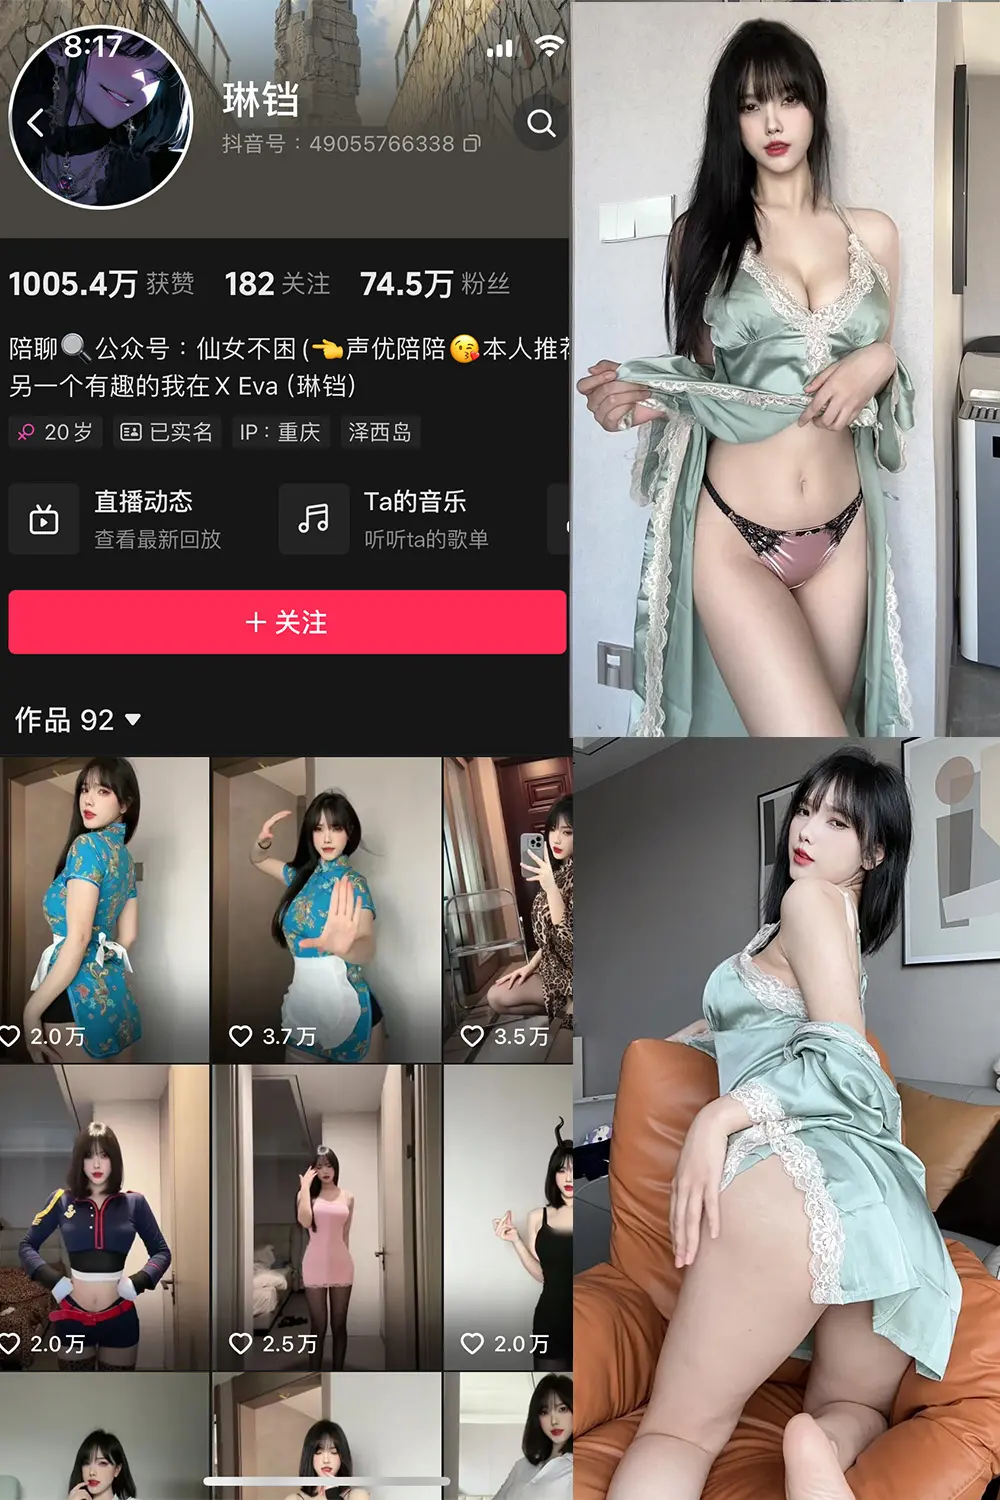 8:17
琳铛
抖音号：49055766338
1005.4万 获赞 182 关注 74.5万 粉丝
陪聊🔍公众号：仙女不困(👈声优陪陪😘本人推荐
另一个有趣的我在X Eva (琳铛)
20岁 已实名 IP：重庆 泽西岛
直播动态 Ta的音乐
查看最新回放 听听ta的歌单
+ 关注
作品 92
2.0万 3.7万 3.5万
2.0万 2.5万 2.0万